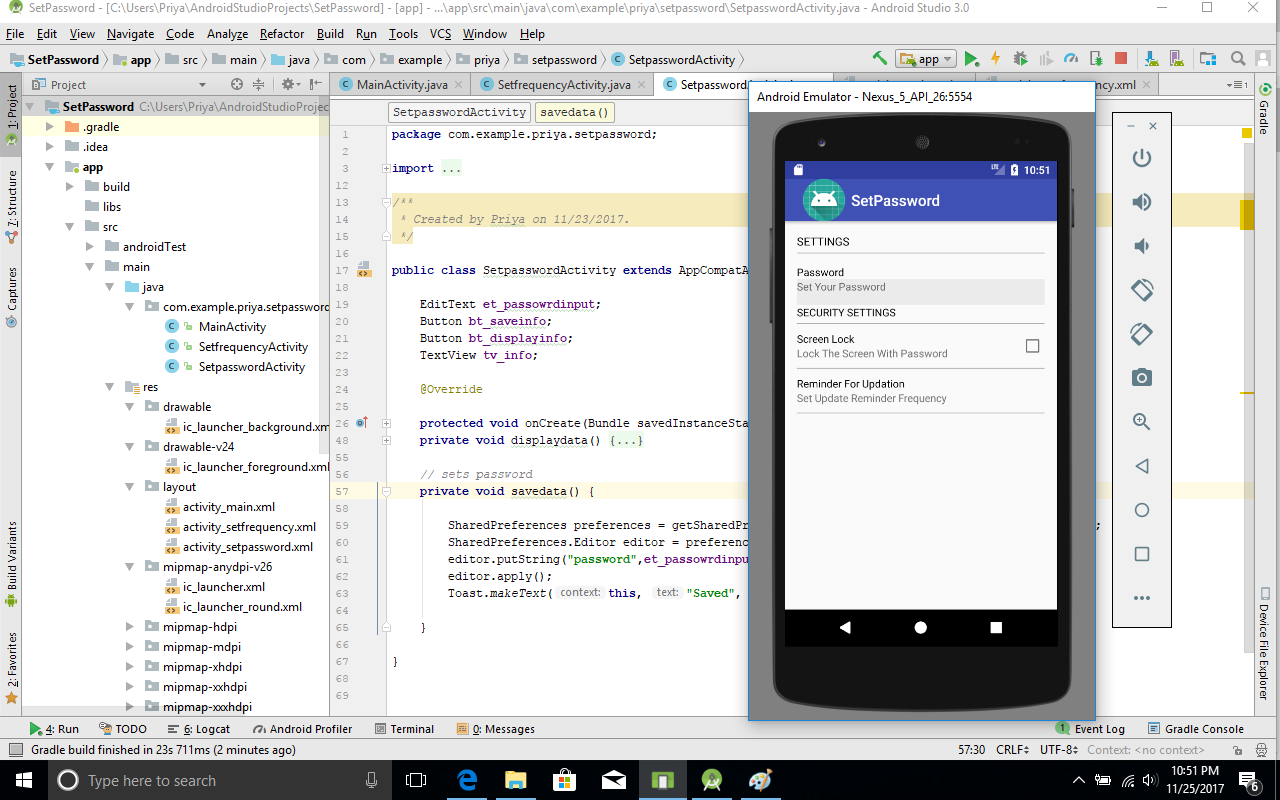 SetPassword - [C:\Users\Priya\AndroidStudioProjects\SetPassword] - [app] - ...\app\src\main\java\com\example\priya\setpassword\SetpasswordActivity.java - Android Studio 3.0
File Edit View Navigate Code Analyze Refactor Build Run Tools VCS Window Help
SetPassword app src main java com example priya setpassword SetpasswordActivity app
Project MainActivity.java SetfrequencyActivity.java
SetPassword C:\Users\Priya\AndroidStudioProjec
.gradle
.idea
app
build
libs
src
androidTest
main
java
com.example.priya.setpassword
MainActivity
SetfrequencyActivity
SetpasswordActivity
res
drawable
ic_launcher_background.xm
drawable-v24
ic_launcher_foreground.xml
layout
activity_main.xml
activity_setfrequency.xml
activity_setpassword.xml
mipmap-anydpi-v26
ic_launcher.xml
ic_launcher_round.xml
mipmap-hdpi
mipmap-mdpi
mipmap-xhdpi
mipmap-xxhdpi
mipmap-xxxhdpi
1: Project
7: Structure
Captures
Build Variants
2: Favorites
SetpasswordActivity savedata()
1 package com.example.priya.setpassword;
2
3 import ...
12
13 /**
14 * Created by Priya on 11/23/2017.
15 */
16
17 public class SetpasswordActivity extends AppCompatA
18
19 EditText et_passowrdinput;
20 Button bt_saveinfo;
21 Button bt_displayinfo;
22 TextView tv_info;
23
24 @Override
25
26 protected void onCreate(Bundle savedInstanceSta
48 private void displaydata() {...}
55
56 // sets password
57 private void savedata() {
58
59 SharedPreferences preferences = getSharedPr ;
60 SharedPreferences.Editor editor = preferenc
61 editor.putString("password",et_passowrdinpu
62 editor.apply();
63 Toast.makeText( context: this, text: "Saved",
64
65 }
66
67 }
68
69
Android Emulator - Nexus_5_API_26:5554
LTE 10:51
SetPassword
SETTINGS
Password
Set Your Password
SECURITY SETTINGS
Screen Lock
Lock The Screen With Password
Reminder For Updation
Set Update Reminder Frequency
Gradle
Device File Explorer
4: Run TODO 6: Logcat Android Profiler Terminal 0: Messages 1 Event Log Gradle Console
Gradle build finished in 23s 711ms (2 minutes ago) 57:30 CRLF UTF-8 Context: <no context>
Type here to search
10:51 PM
11/25/2017
6